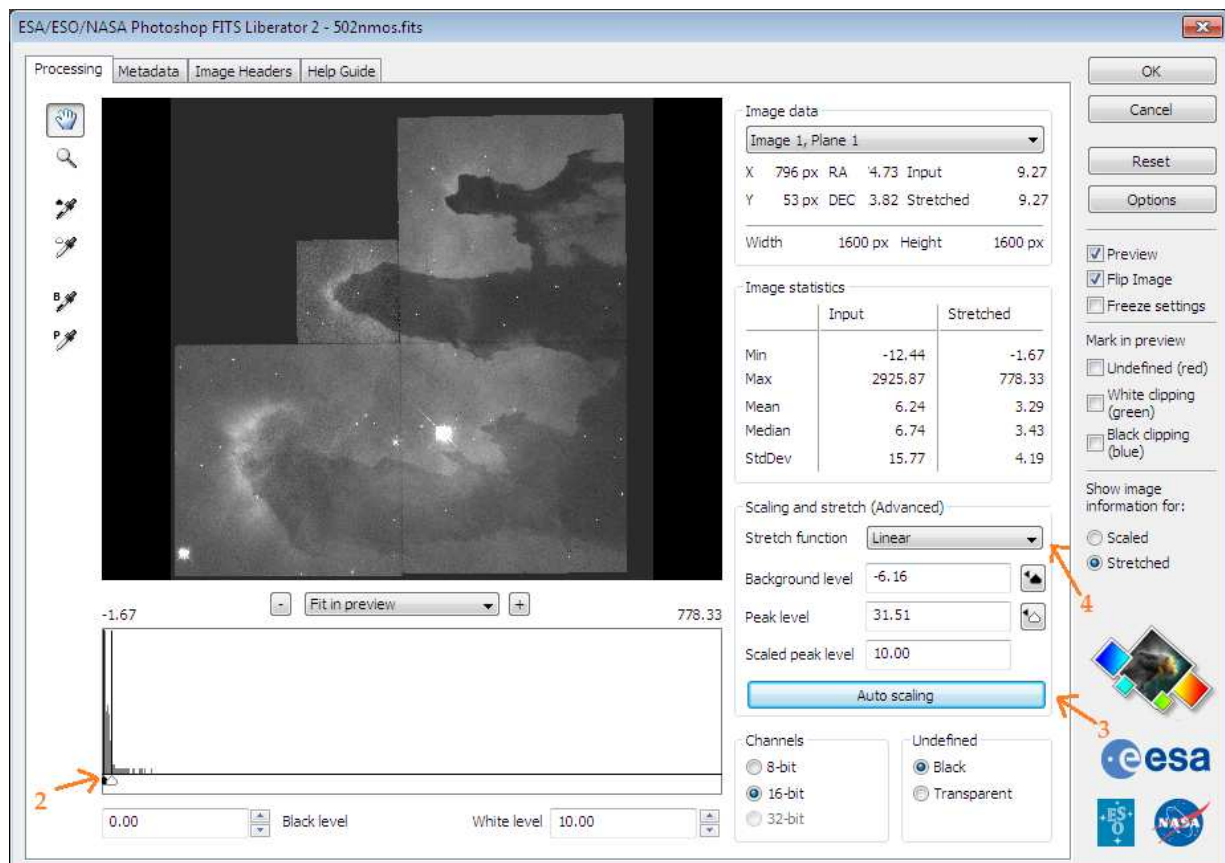 ESA/ESO/NASA Photoshop FITS Liberator 2 - 502nmos.fits
Processing Metadata Image Headers Help Guide
OK
Cancel
Reset
Options
Preview
Flip Image
Freeze settings
Mark in preview
Undefined (red)
White clipping
(green)
Black clipping
(blue)
Show image
information for:
Scaled
Stretched
B
P
Image data
Image 1, Plane 1
X 796 px RA '4.73 Input 9.27
Y 53 px DEC 3.82 Stretched 9.27
Width 1600 px Height 1600 px
Image statistics
Input Stretched
Min -12.44 -1.67
Max 2925.87 778.33
Mean 6.24 3.29
Median 6.74 3.43
StdDev 15.77 4.19
Scaling and stretch (Advanced)
Stretch function Linear
Background level -6.16
Peak level 31.51
Scaled peak level 10.00
Auto scaling
4
3
- Fit in preview +
-1.67 778.33
2
0.00 Black level White level 10.00
Channels
8-bit
16-bit
32-bit
Undefined
Black
Transparent
esa
ES
O
NASA